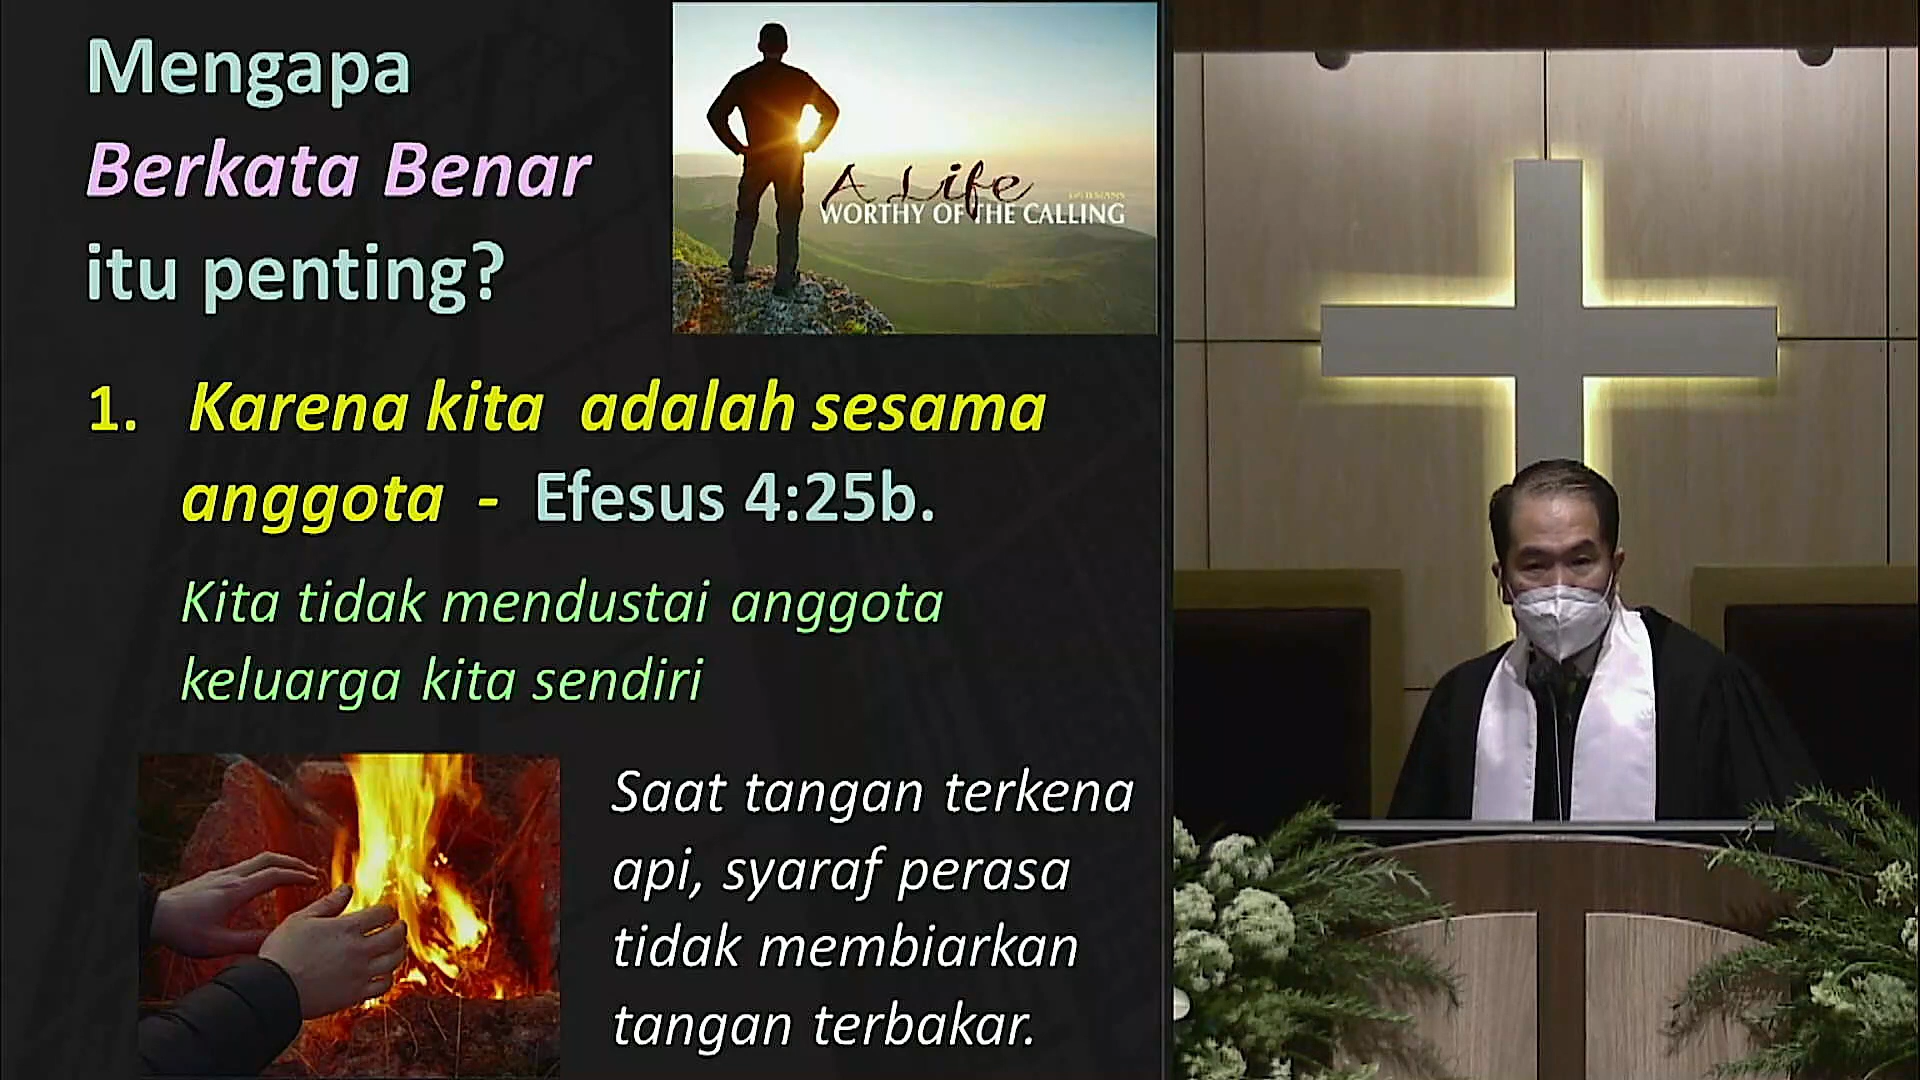 Mengapa
Berkata Benar
itu penting?
A Life
WORTHY OF THE CALLING
1. Karena kita adalah sesama
anggota - Efesus 4:25b.
Kita tidak mendustai anggota
keluarga kita sendiri
Saat tangan terkena
api, syaraf perasa
tidak membiarkan
tangan terbakar.